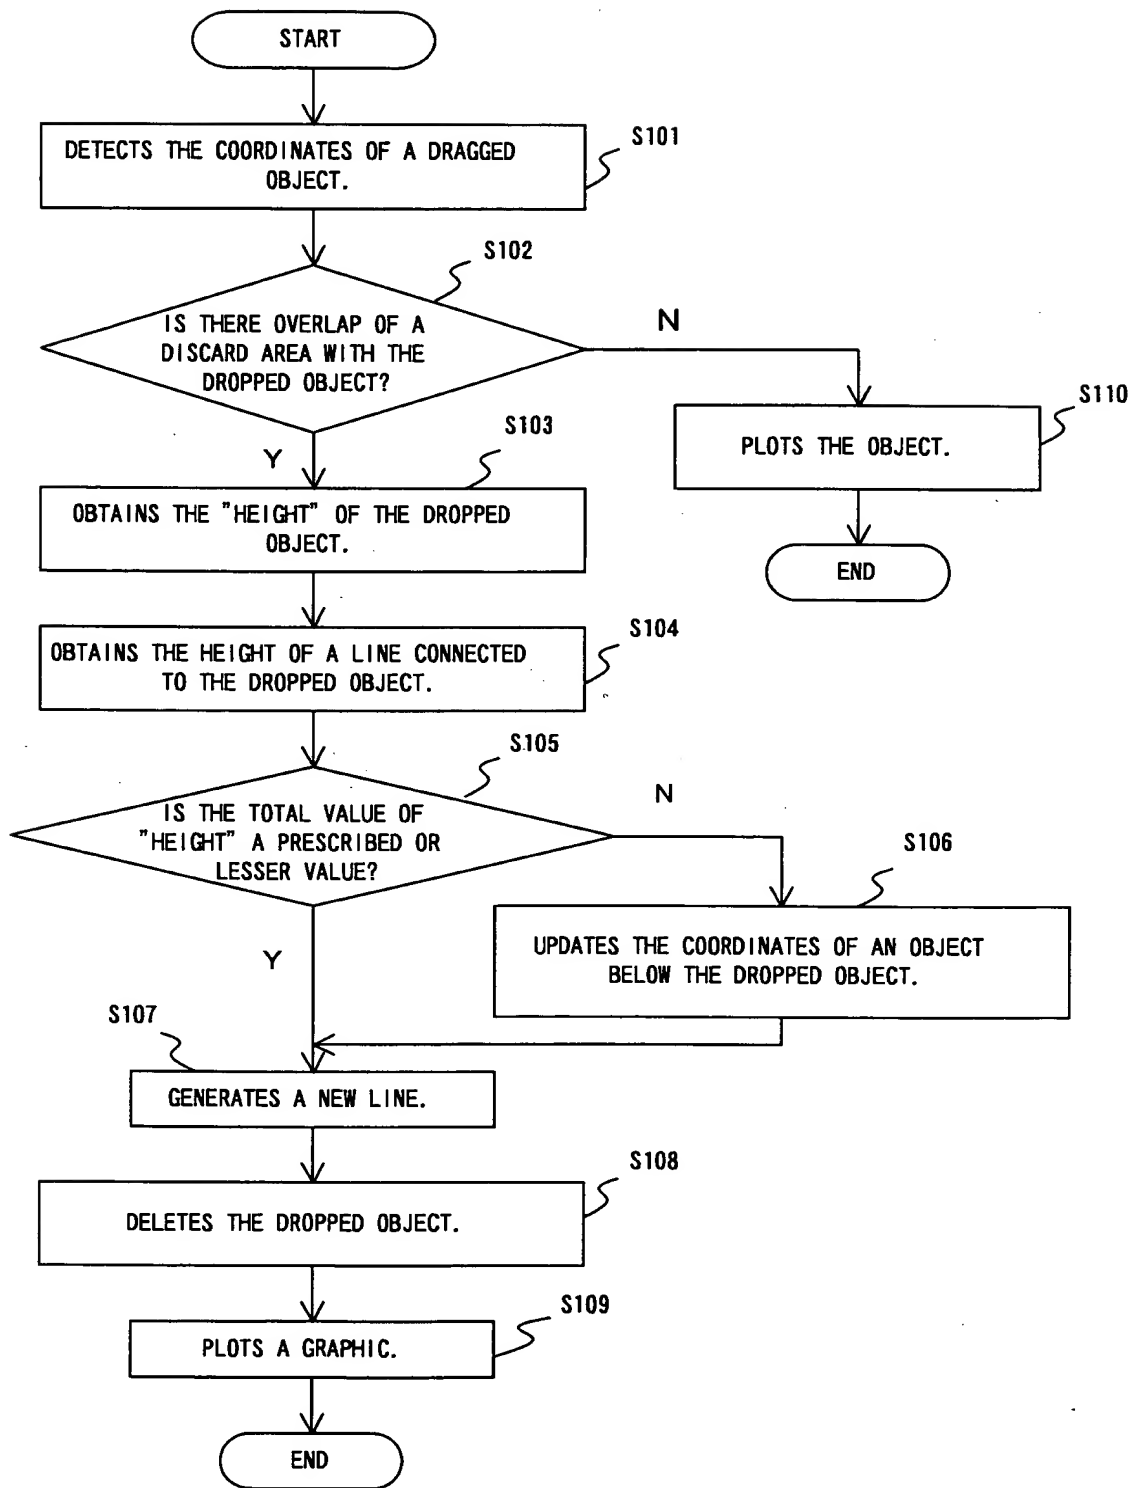 START
S101
DETECTS THE COORDINATES OF A DRAGGED
OBJECT.
S102
IS THERE OVERLAP OF A
DISCARD AREA WITH THE
DROPPED OBJECT?
N
S110
PLOTS THE OBJECT.
END
Y
S103
OBTAINS THE "HEIGHT" OF THE DROPPED
OBJECT.
S104
OBTAINS THE HEIGHT OF A LINE CONNECTED
TO THE DROPPED OBJECT.
S105
IS THE TOTAL VALUE OF
"HEIGHT" A PRESCRIBED OR
LESSER VALUE?
N
S106
UPDATES THE COORDINATES OF AN OBJECT
BELOW THE DROPPED OBJECT.
Y
S107
GENERATES A NEW LINE.
S108
DELETES THE DROPPED OBJECT.
S109
PLOTS A GRAPHIC.
END